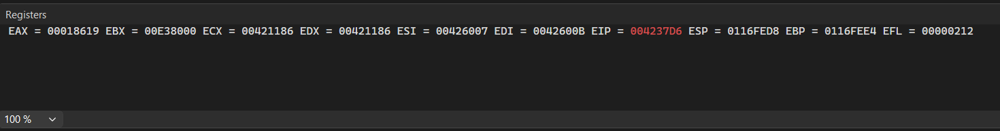 Registers
EAX = 00018619 EBX = 00E38000 ECX = 00421186 EDX = 00421186 ESI = 00426007 EDI = 0042600B EIP = 004237D6 ESP = 0116FED8 EBP = 0116FEE4 EFL = 00000212
100 %